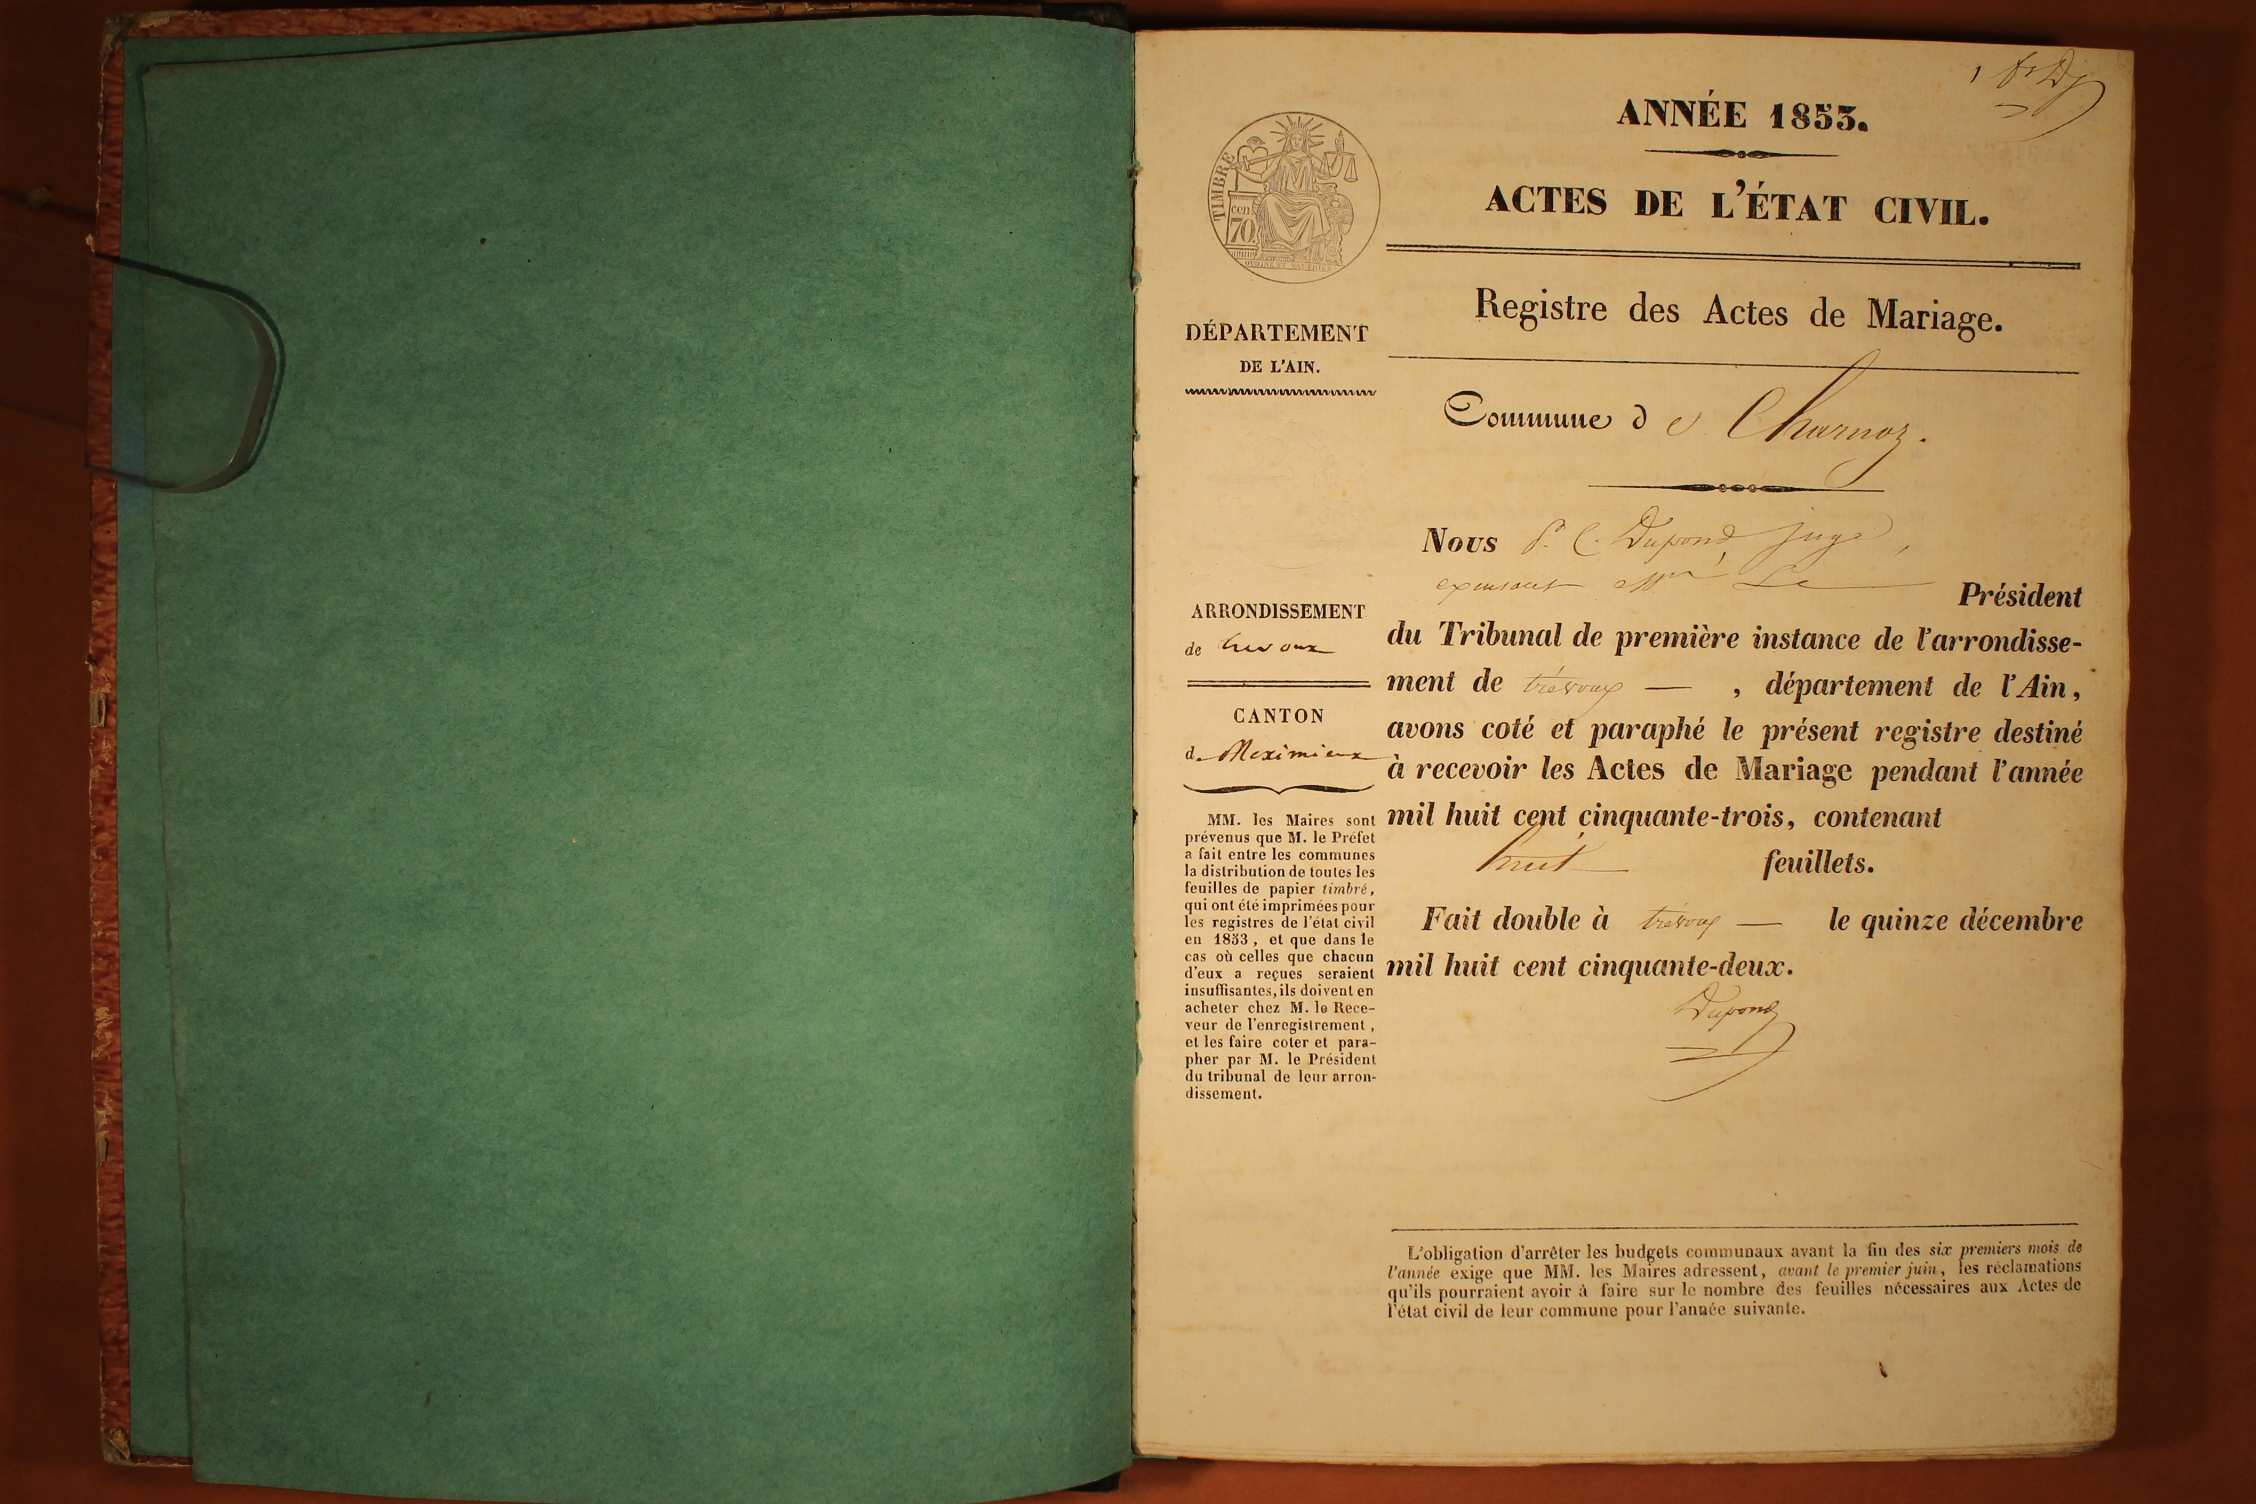 ANNÉE 1853.
ACTES DE L'ÉTAT CIVIL.
TIMBRE
cen
70.
Registre des Actes de Mariage.
DÉPARTEMENT
DE L'AIN.
Commune de Charnoz.
Nous P. C. Dupond, juge,
Président
du Tribunal de première instance de l'arrondisse-
ment de trévoux — , département de l'Ain,
avons coté et paraphé le présent registre destiné
à recevoir les Actes de Mariage pendant l'année
mil huit cent cinquante-trois, contenant
huit feuillets.
Fait double à trévoux — le quinze décembre
mil huit cent cinquante-deux.
Dupond
ARRONDISSEMENT
de Trévoux
CANTON
de Meximieux
MM. les Maires sont
prévenus que M. le Préfet
a fait entre les communes
la distribution de toutes les
feuilles de papier timbré,
qui ont été imprimées pour
les registres de l'état civil
en 1853, et que dans le
cas où celles que chacun
d'eux a reçues seraient
insuffisantes, ils doivent en
acheter chez M. le Rece-
veur de l'enregistrement,
et les faire coter et para-
pher par M. le Président
du tribunal de leur arron-
dissement.
L'obligation d'arrêter les budgets communaux avant la fin des six premiers mois de
l'année exige que MM. les Maires adressent, avant le premier juin, les réclamations
qu'ils pourraient avoir à faire sur le nombre des feuilles nécessaires aux Actes de
l'état civil de leur commune pour l'année suivante.